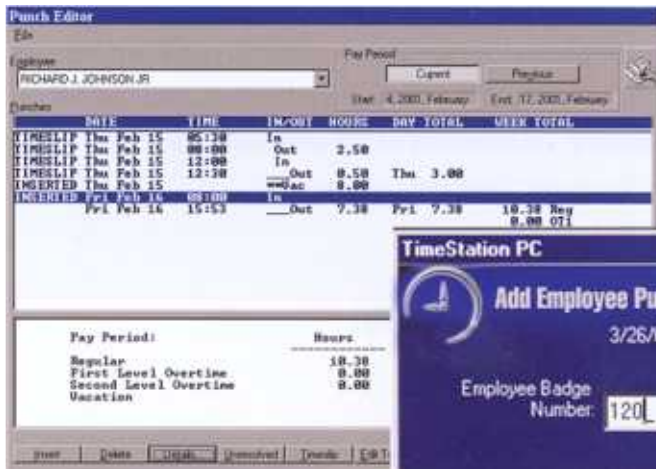 Punch Editor
File
Employee
Pay Period
RICHARD J. JOHNSON JR
Current
Previous
Start: 4, 2001, February
End: 17, 2001, February
Punches
DATE TIME IN/OUT HOURS DAY TOTAL WEEK TOTAL
TIMESLIP Thu Feb 15 05:30 In
TIMESLIP Thu Feb 15 08:00 Out 2.50
TIMESLIP Thu Feb 15 12:00 In
TIMESLIP Thu Feb 15 12:30 ___Out 0.50 Thu 3.00
INSERTED Thu Feb 15 **Vac 8.00
INSERTED Fri Feb 16 08:00 In
Fri Feb 16 15:53 ___Out 7.38 Fri 7.38 10.38 Reg
0.00 OT1
TimeStation PC
Add Employee Pu
3/26/
Pay Period: Hours
Regular 10.38
First Level Overtime 0.00
Second Level Overtime 0.00
Vacation
Employee Badge
Number: 120_
Insert
Delete
Details
Unresolved
Timeslip
Edit T